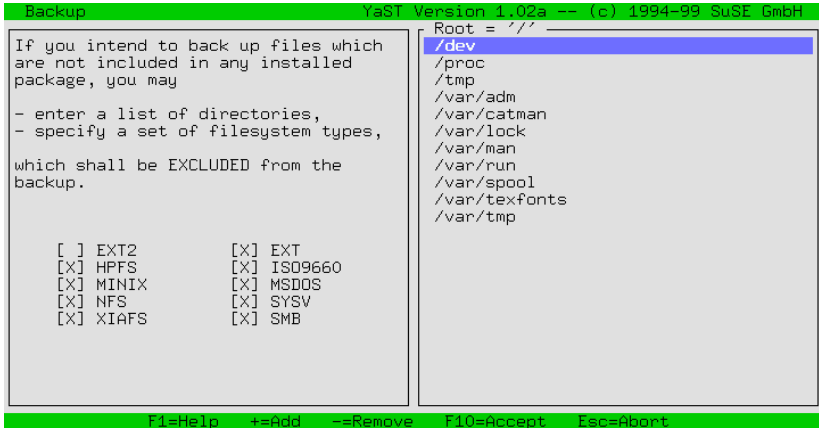 Backup YaST Version 1.02a -- (c) 1994-99 SuSE GmbH
If you intend to back up files which
are not included in any installed
package, you may
- enter a list of directories,
- specify a set of filesystem types,
which shall be EXCLUDED from the
backup.
[ ] EXT2 [X] EXT
[X] HPFS [X] ISO9660
[X] MINIX [X] MSDOS
[X] NFS [X] SYSV
[X] XIAFS [X] SMB
Root = '/'
/dev
/proc
/tmp
/var/adm
/var/catman
/var/lock
/var/man
/var/run
/var/spool
/var/texfonts
/var/tmp
F1=Help +=Add -=Remove F10=Accept Esc=Abort